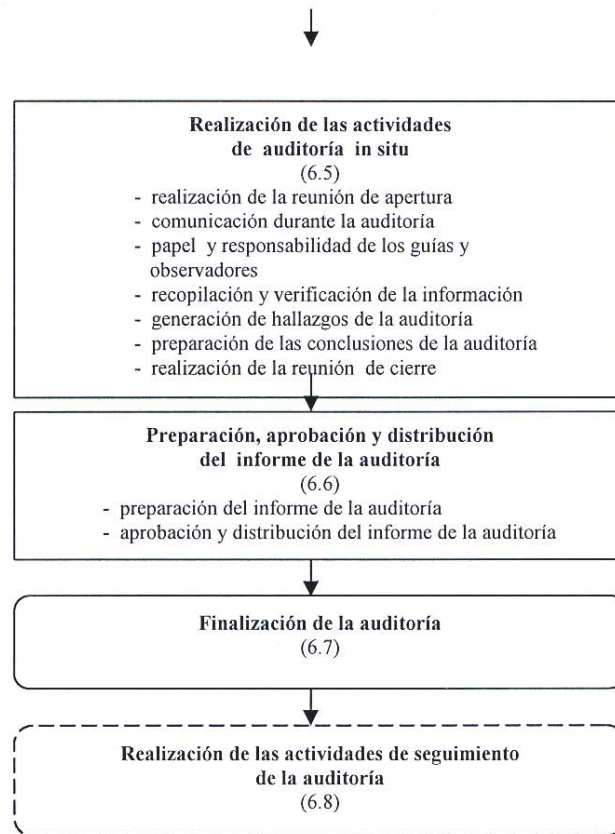 Realización de las actividades
de auditoría in situ
(6.5)
- realización de la reunión de apertura
- comunicación durante la auditoría
- papel y responsabilidad de los guías y
observadores
- recopilación y verificación de la información
- generación de hallazgos de la auditoría
- preparación de las conclusiones de la auditoría
- realización de la reunión de cierre
Preparación, aprobación y distribución
del informe de la auditoría
(6.6)
- preparación del informe de la auditoría
- aprobación y distribución del informe de la auditoría
Finalización de la auditoría
(6.7)
Realización de las actividades de seguimiento
de la auditoría
(6.8)